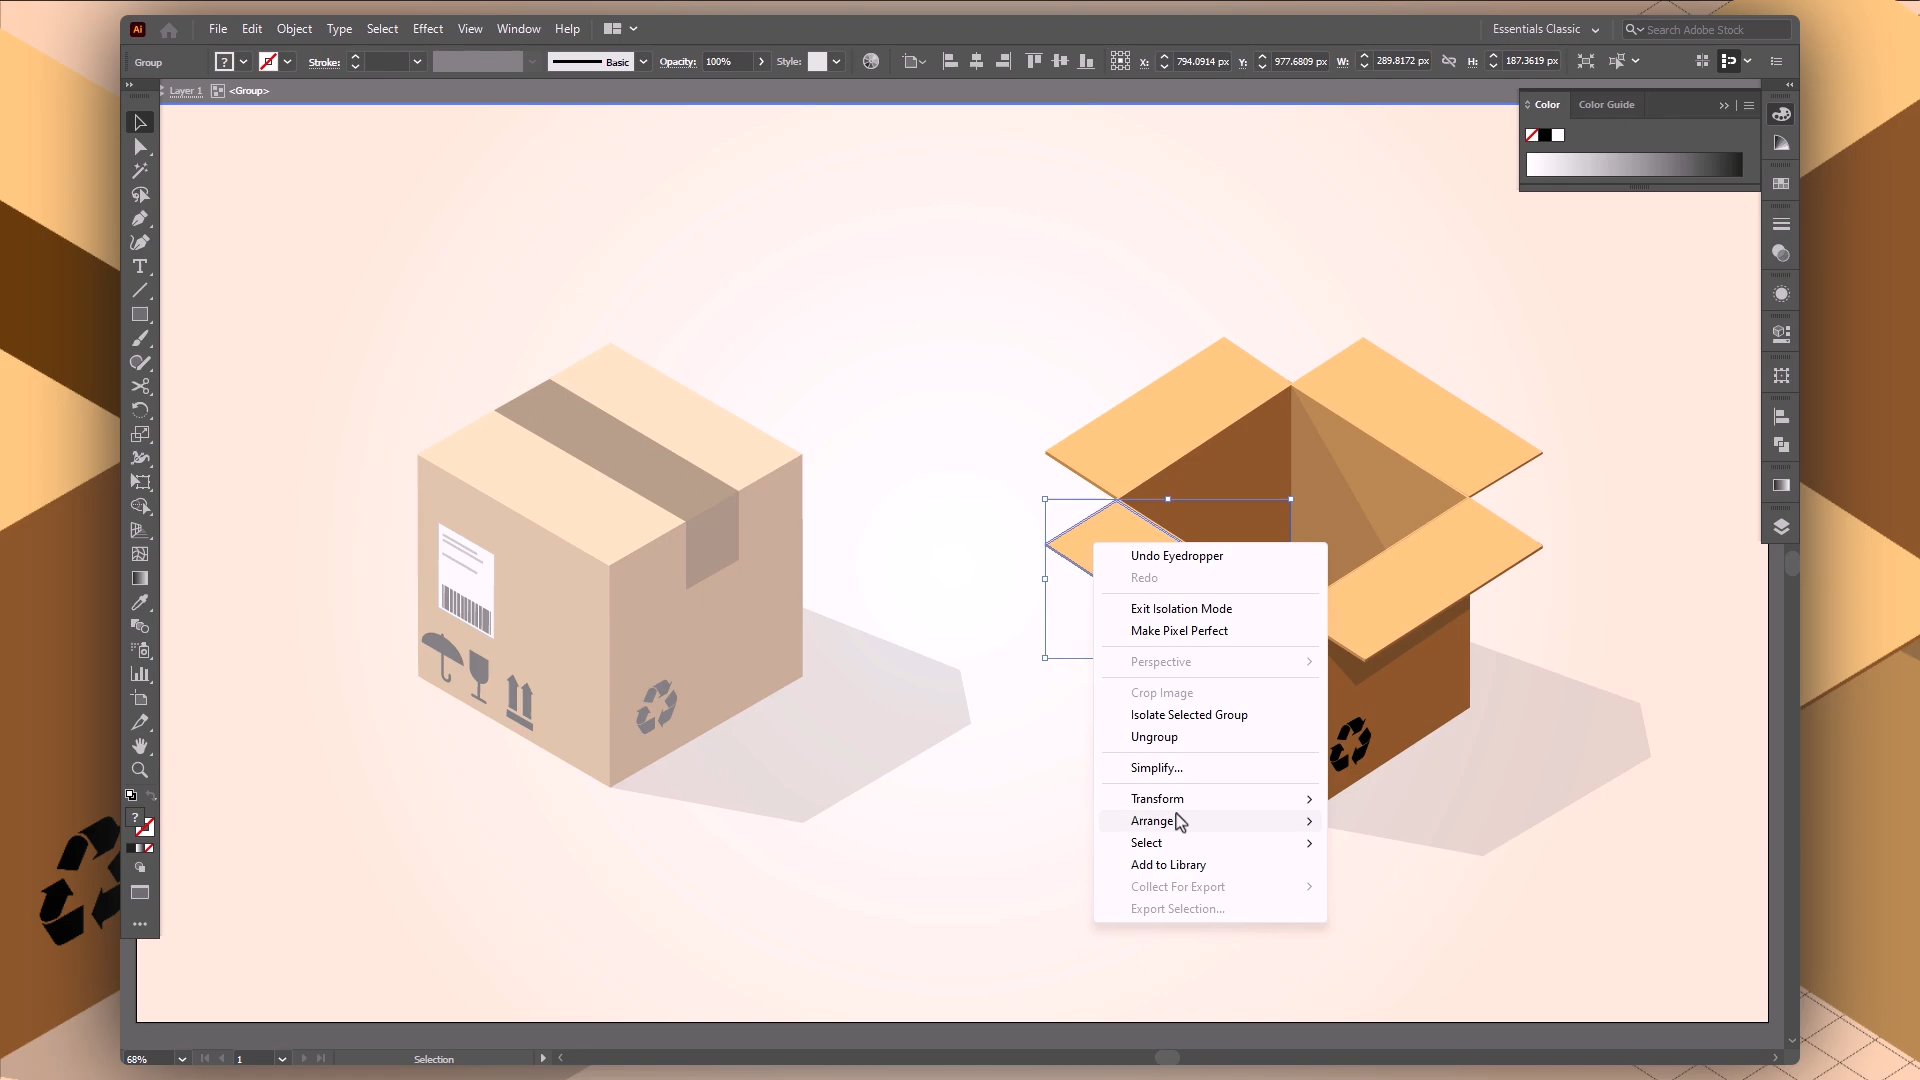 Ai File Edit Object Type Select Effect View Window Help Essentials Classic Search Adobe Stock
Group ? Stroke: Basic Opacity: 100% Style: X: 794.0914 px Y: 977.6809 px W: 289.8172 px H: 187.3619 px
Layer 1 <Group>
Color Color Guide
Undo Eyedropper
Redo
Exit Isolation Mode
Make Pixel Perfect
Perspective
Crop Image
Isolate Selected Group
Ungroup
Simplify...
Transform
Arrange
Select
Add to Library
Collect For Export
Export Selection...
?
68% 1 Selection